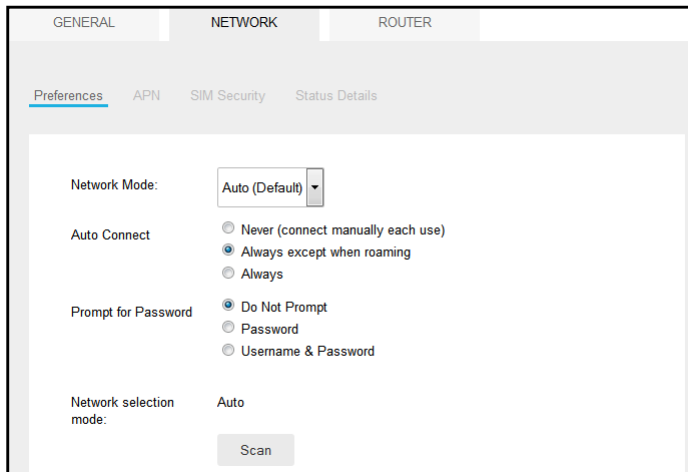 GENERAL NETWORK ROUTER
Preferences APN SIM Security Status Details
Network Mode: Auto (Default)
Auto Connect
Never (connect manually each use)
Always except when roaming
Always
Prompt for Password
Do Not Prompt
Password
Username & Password
Network selection
mode:
Auto
Scan